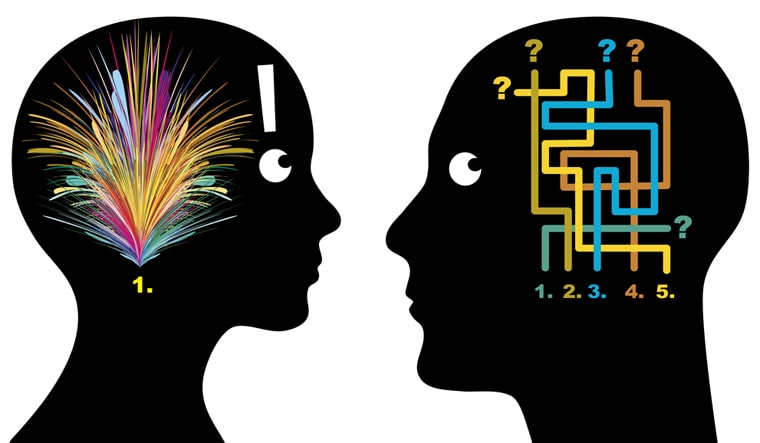 !
1.
? ? ?
?
?
1. 2. 3. 4. 5.